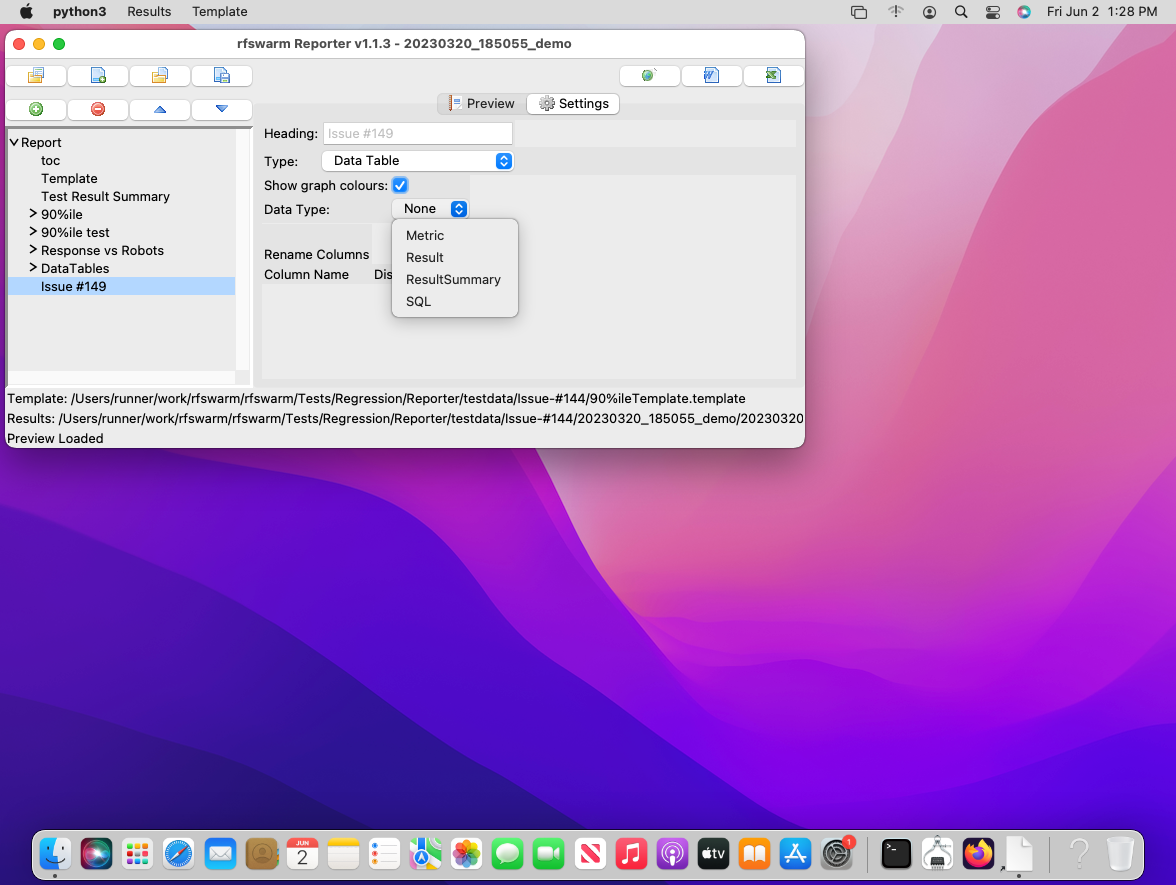 python3 Results Template Fri Jun 2 1:28 PM
rfswarm Reporter v1.1.3 - 20230320_185055_demo
Preview Settings
Report
toc
Template
Test Result Summary
90%ile
90%ile test
Response vs Robots
DataTables
Issue #149
Heading: Issue #149
Type: Data Table
Show graph colours:
Data Type: None
Metric
Result
ResultSummary
SQL
Rename Columns
Column Name Dis
Template: /Users/runner/work/rfswarm/rfswarm/Tests/Regression/Reporter/testdata/Issue-#144/90%ileTemplate.template
Results: /Users/runner/work/rfswarm/rfswarm/Tests/Regression/Reporter/testdata/Issue-#144/20230320_185055_demo/20230320
Preview Loaded
JUN
2
tv
1